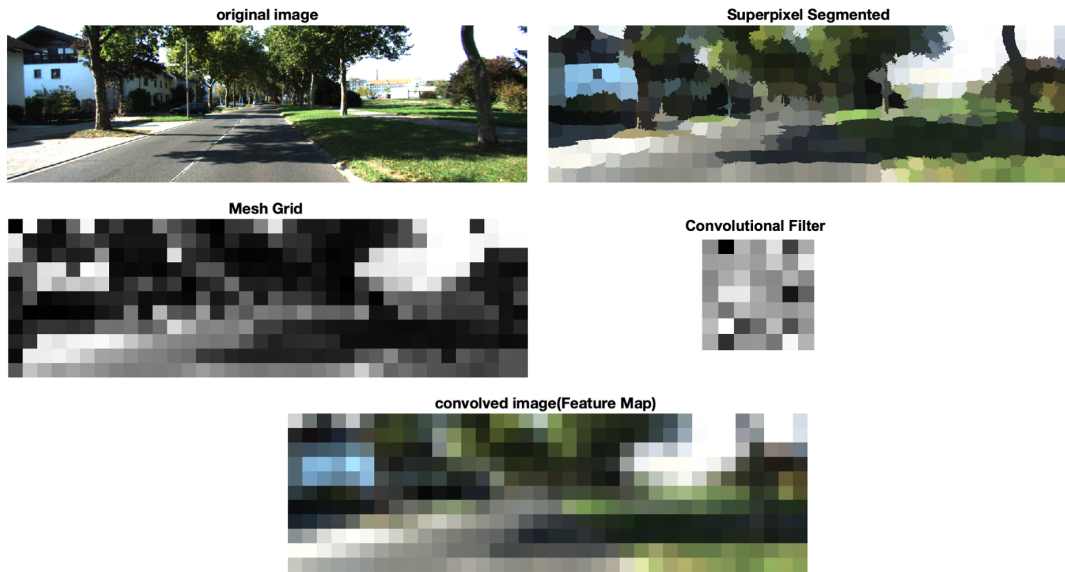 original image
Superpixel Segmented
Mesh Grid
Convolutional Filter
convolved image(Feature Map)